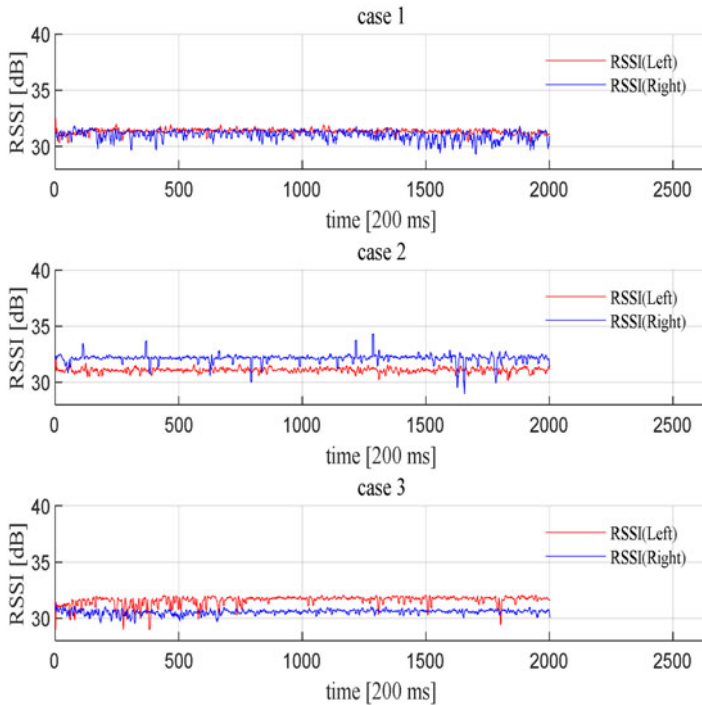 case 1
40
35
30
RSSI [dB]
RSSI(Left)
RSSI(Right)
0 500 1000 1500 2000 2500
time [200 ms]
case 2
40
35
30
RSSI [dB]
RSSI(Left)
RSSI(Right)
0 500 1000 1500 2000 2500
time [200 ms]
case 3
40
35
30
RSSI [dB]
RSSI(Left)
RSSI(Right)
0 500 1000 1500 2000 2500
time [200 ms]